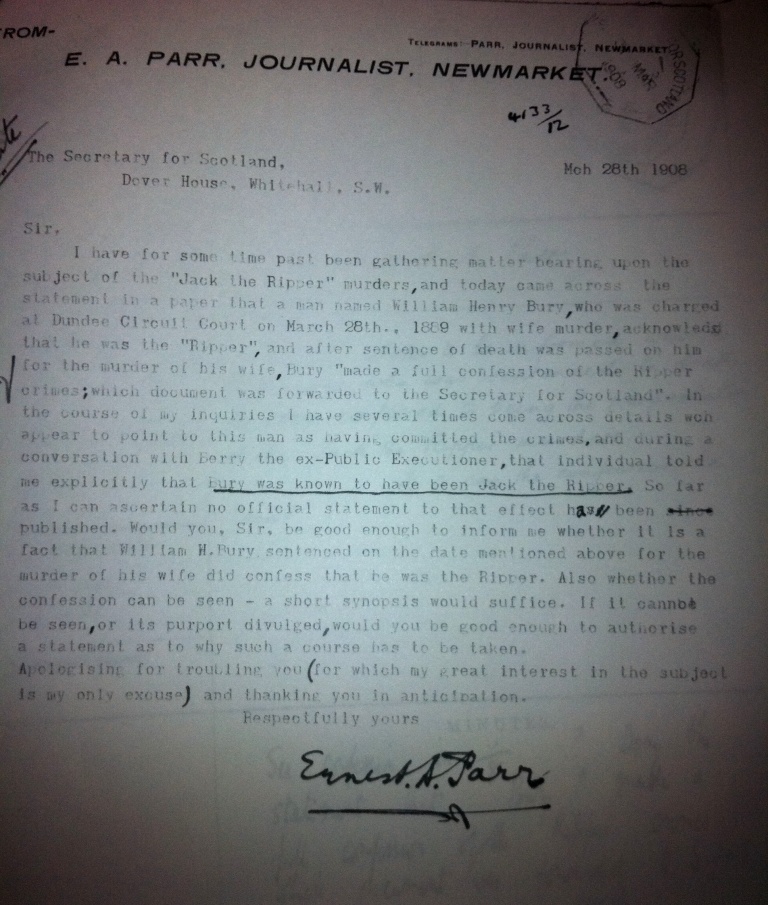 ROM-
TELEGRAMS: PARR, JOURNALIST, NEWMARKET
E. A. PARR, JOURNALIST, NEWMARKET.
OR SCOTLAND
MAR
1908
4133/12
The Secretary for Scotland,
Dover House, Whitehall, S.W.
Mch 28th 1908
Sir,
I have for some time past been gathering matter bearing upon the
subject of the "Jack the Ripper" murders,and today came across the
statement in a paper that a man named William Henry Bury,who was charged
at Dundee Circuit Court on March 28th., 1889 with wife murder,acknowledg
that he was the "Ripper",and after sentence of death was passed on him
for the murder of his wife,Bury "made a full confession of the Ripper
crimes;which document was forwarded to the Secretary for Scotland". In
the course of my inquiries I have several times come across details wch
appear to point to this man as having committed the crimes,and during a
conversation with Berry the ex-Public Executioner,that individual told
me explicitly that Bury was known to have been Jack the Ripper. So far
as I can ascertain no official statement to that effect has been since
published. Would you, Sir, be good enough to inform me whether it is a
fact that William H.Bury sentenced on the date mentioned above for the
murder of his wife did confess that he was the Ripper. Also whether the
confession can be seen - a short synopsis would suffice. If it cannot
be seen,or its purport divulged,would you be good enough to authorise
a statement as to why such a course has to be taken.
Apologising for troubling you (for which my great interest in the subject
is my only excuse) and thanking you in anticipation.
Respectfully yours
Ernest.A.Parr